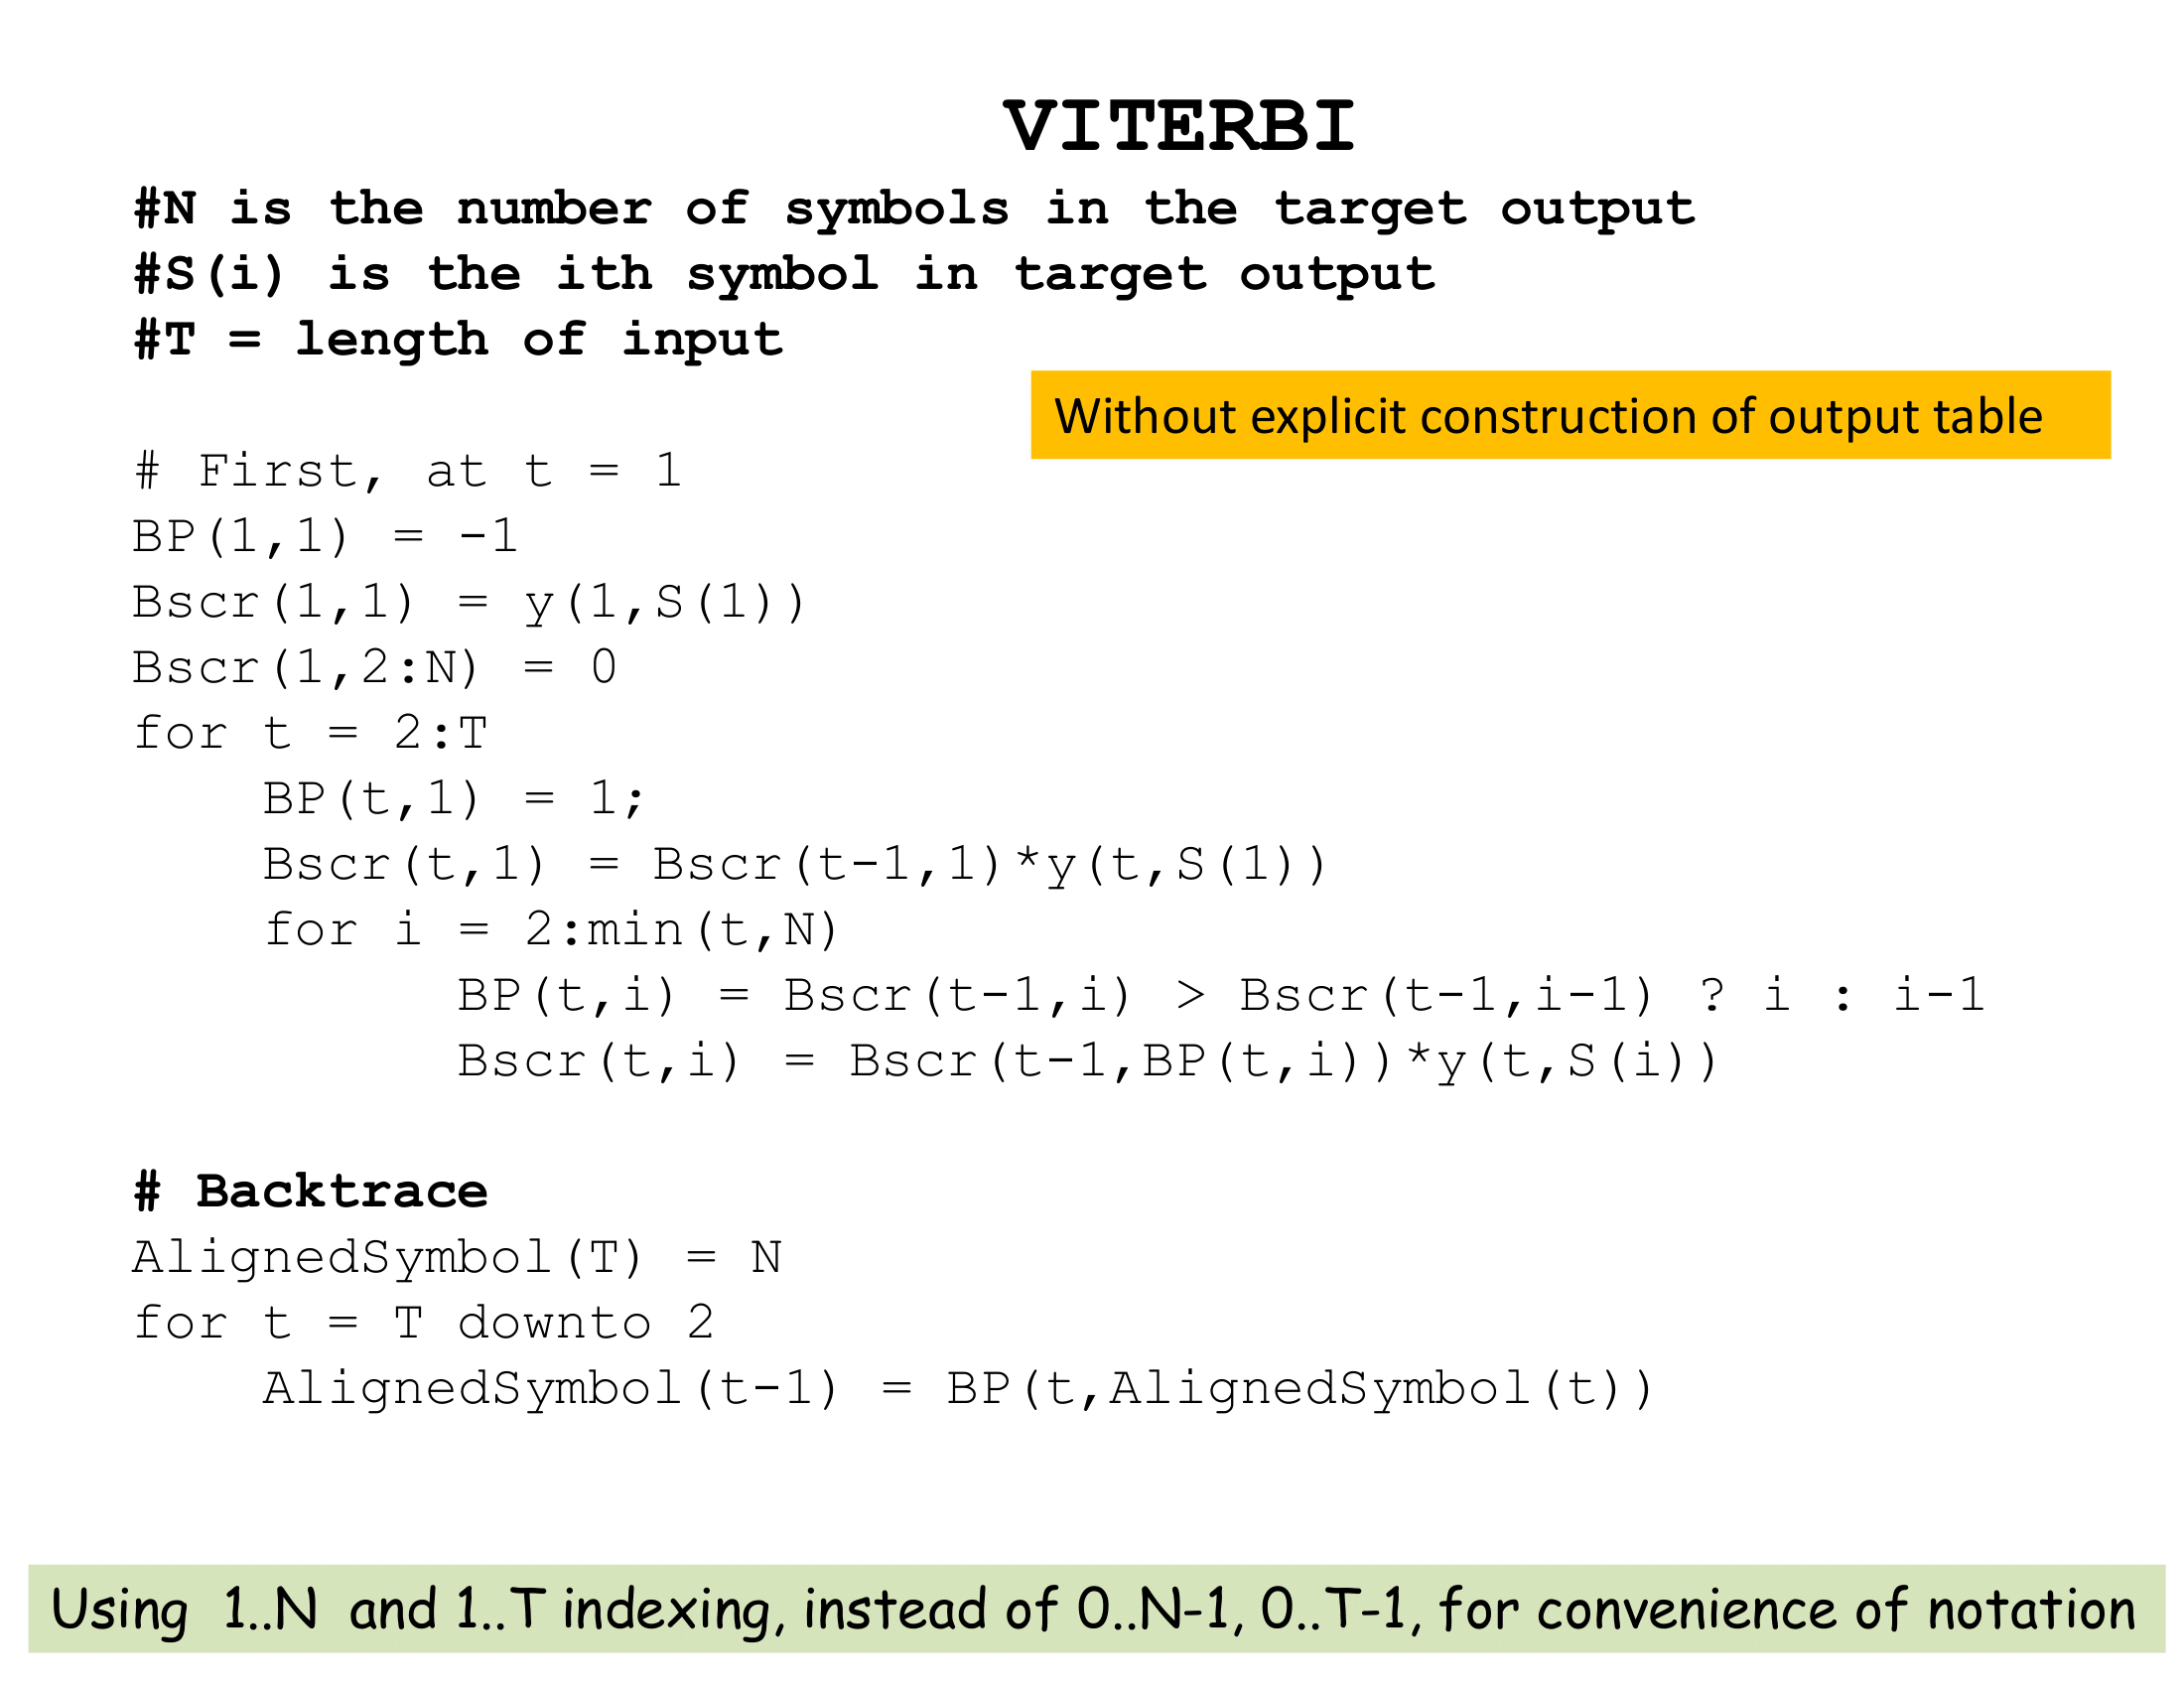 VITERBI
#N is the number of symbols in the target output
#S(i) is the ith symbol in target output
#T = length of input
Without explicit construction of output table
# First, at t = 1
BP(1,1) = -1
Bscr(1,1) = y(1,S(1))
Bscr(1,2:N) = 0
for t = 2:T
BP(t,1) = 1;
Bscr(t,1) = Bscr(t-1,1)*y(t,S(1))
for i = 2:min(t,N)
BP(t,i) = Bscr(t-1,i) > Bscr(t-1,i-1) ? i : i-1
Bscr(t,i) = Bscr(t-1,BP(t,i))*y(t,S(i))
# Backtrace
AlignedSymbol(T) = N
for t = T downto 2
AlignedSymbol(t-1) = BP(t,AlignedSymbol(t))
Using 1..N and 1..T indexing, instead of 0..N-1, 0..T-1, for convenience of notation